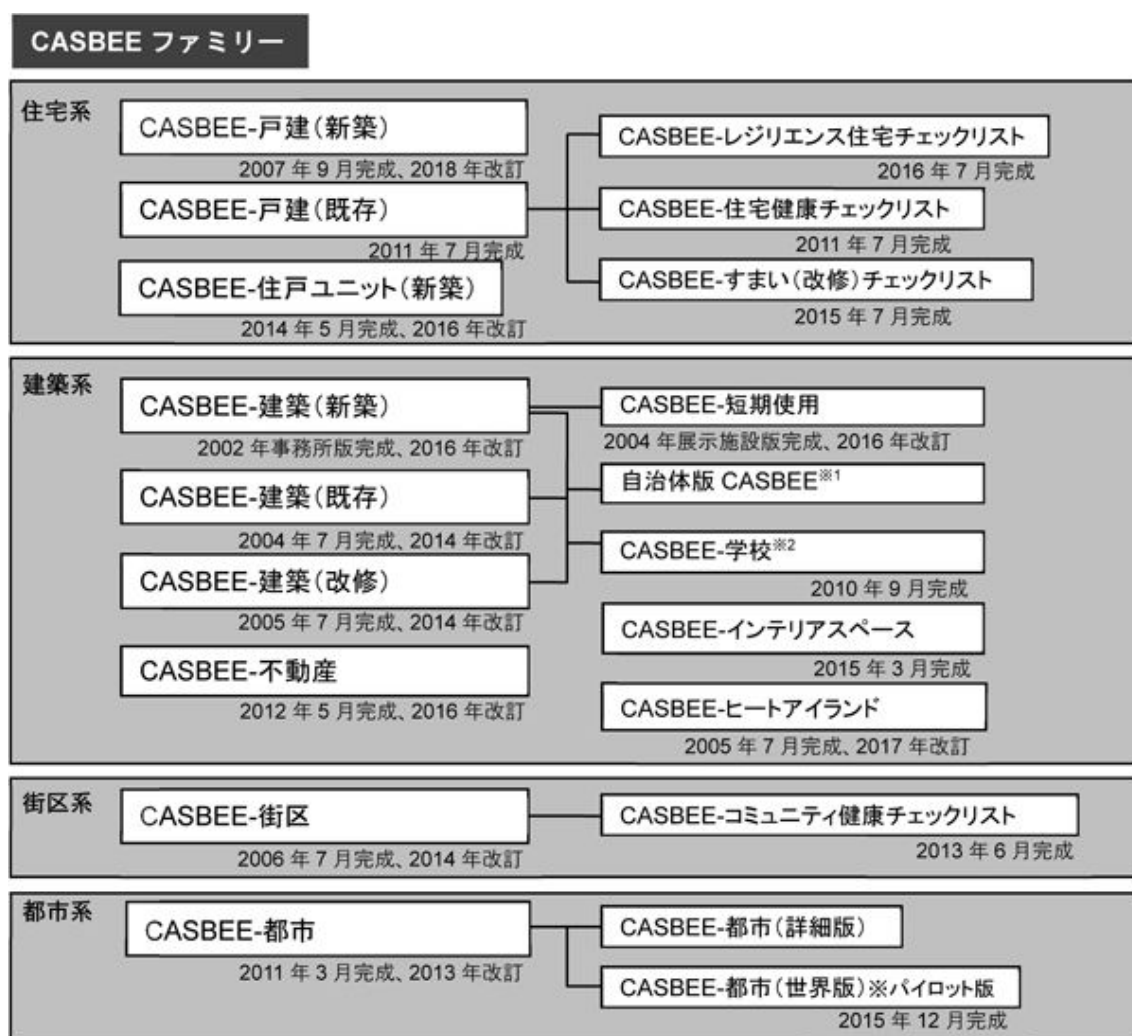 CASBEE ファミリー
住宅系
CASBEE-戸建(新築)
2007 年 9 月完成、2018 年改訂
CASBEE-戸建(既存)
2011 年 7 月完成
CASBEE-住戸ユニット(新築)
2014 年 5 月完成、2016 年改訂
CASBEE-レジリエンス住宅チェックリスト
2016 年 7 月完成
CASBEE-住宅健康チェックリスト
2011 年 7 月完成
CASBEE-すまい(改修)チェックリスト
2015 年 7 月完成
建築系
CASBEE-建築(新築)
2002 年事務所版完成、2016 年改訂
CASBEE-建築(既存)
2004 年 7 月完成、2014 年改訂
CASBEE-建築(改修)
2005 年 7 月完成、2014 年改訂
CASBEE-不動産
2012 年 5 月完成、2016 年改訂
CASBEE-短期使用
2004 年展示施設版完成、2016 年改訂
自治体版 CASBEE※1
CASBEE-学校※2
2010 年 9 月完成
CASBEE-インテリアスペース
2015 年 3 月完成
CASBEE-ヒートアイランド
2005 年 7 月完成、2017 年改訂
街区系
CASBEE-街区
2006 年 7 月完成、2014 年改訂
CASBEE-コミュニティ健康チェックリスト
2013 年 6 月完成
都市系
CASBEE-都市
2011 年 3 月完成、2013 年改訂
CASBEE-都市(詳細版)
CASBEE-都市(世界版)※パイロット版
2015 年 12 月完成